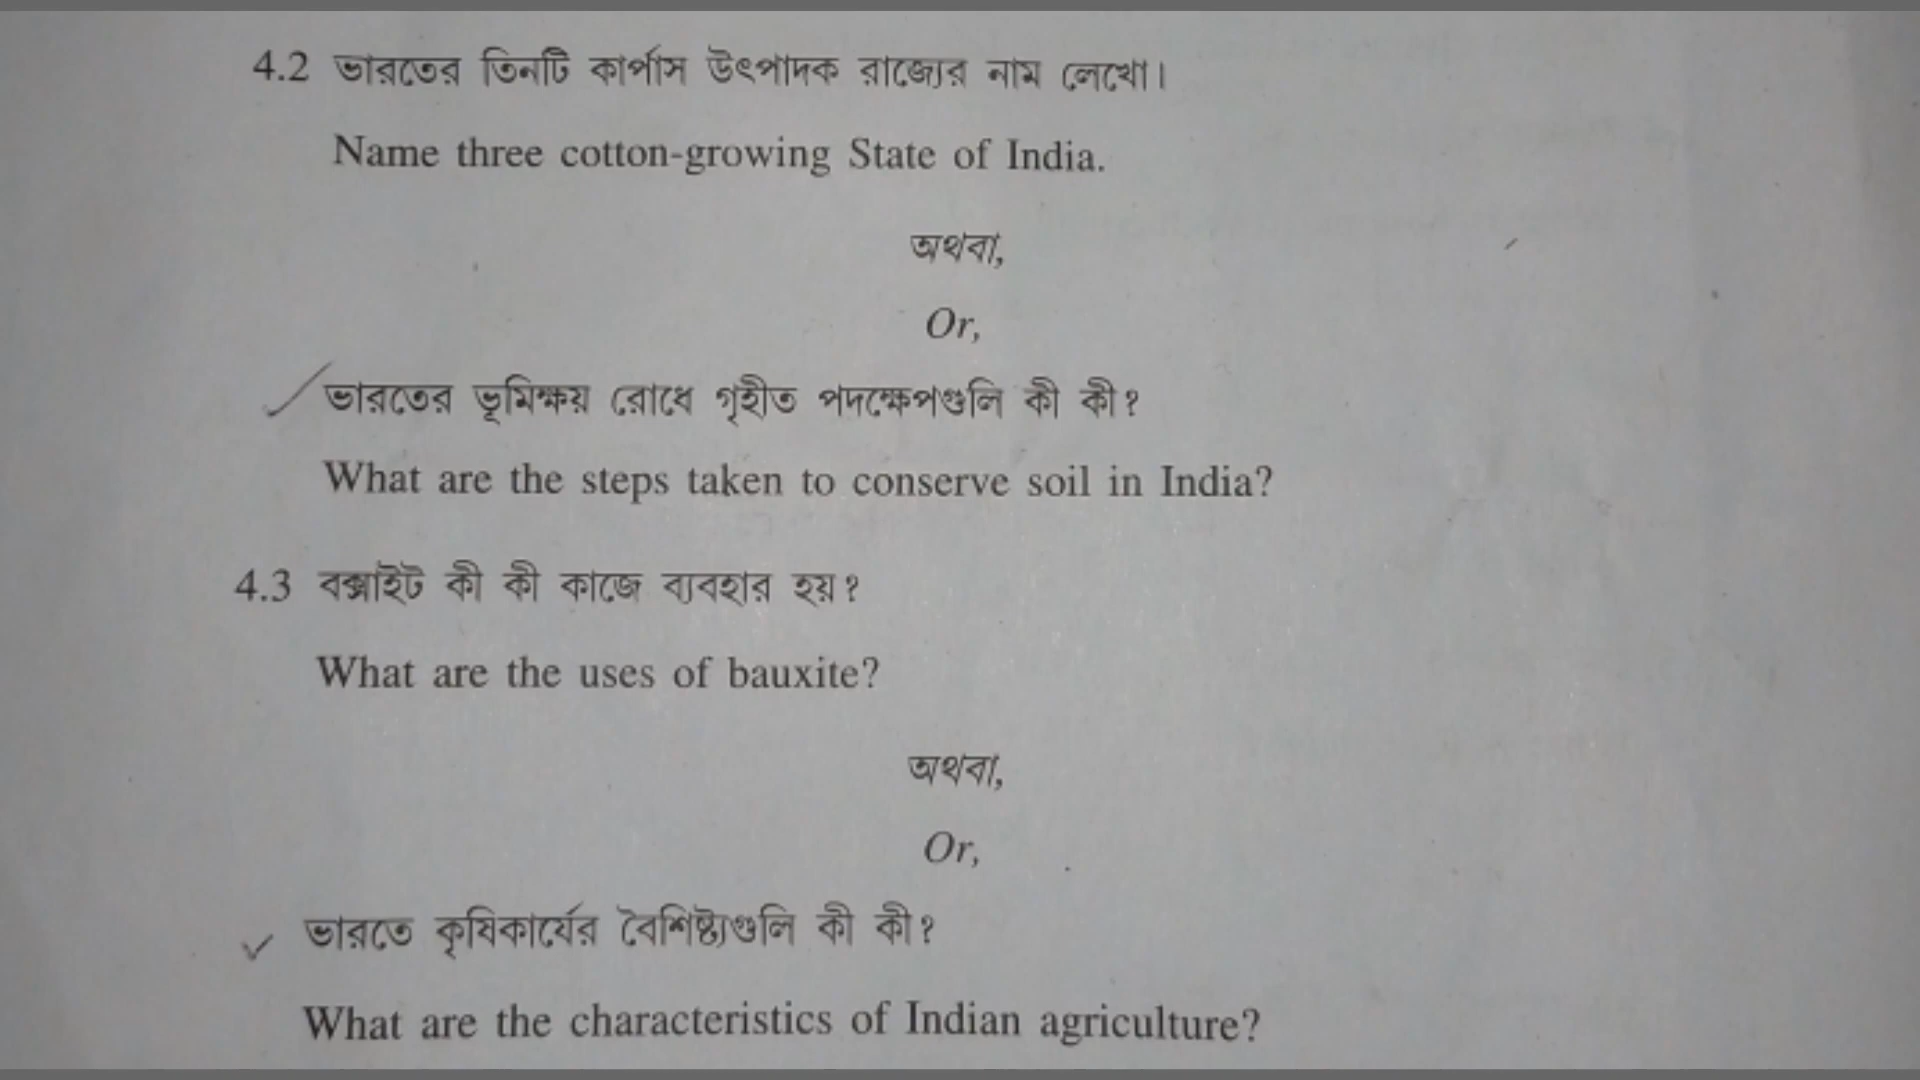 4.2 ভারতের তিনটি কার্পাস উৎপাদক রাজ্যের নাম লেখো।
Name three cotton-growing State of India.
অথবা,
Or,
ভারতের ভূমিক্ষয় রোধে গৃহীত পদক্ষেপগুলি কী কী?
What are the steps taken to conserve soil in India?
4.3 বক্সাইট কী কী কাজে ব্যবহার হয়?
What are the uses of bauxite?
অথবা,
Or,
ভারতে কৃষিকার্যের বৈশিষ্ট্যগুলি কী কী?
What are the characteristics of Indian agriculture?